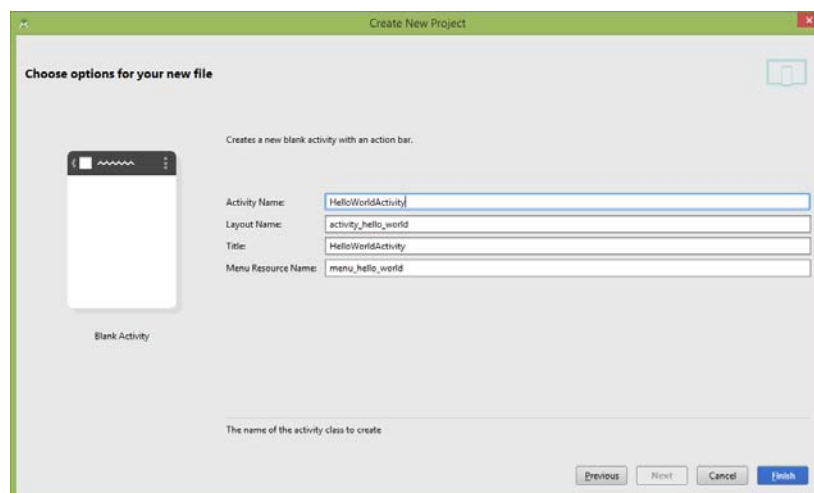 Create New Project
Choose options for your new file
Creates a new blank activity with an action bar.
Activity Name: HelloWorldActivity
Layout Name: activity_hello_world
Title: HelloWorldActivity
Menu Resource Name: menu_hello_world
Blank Activity
The name of the activity class to create
Previous Next Cancel Finish